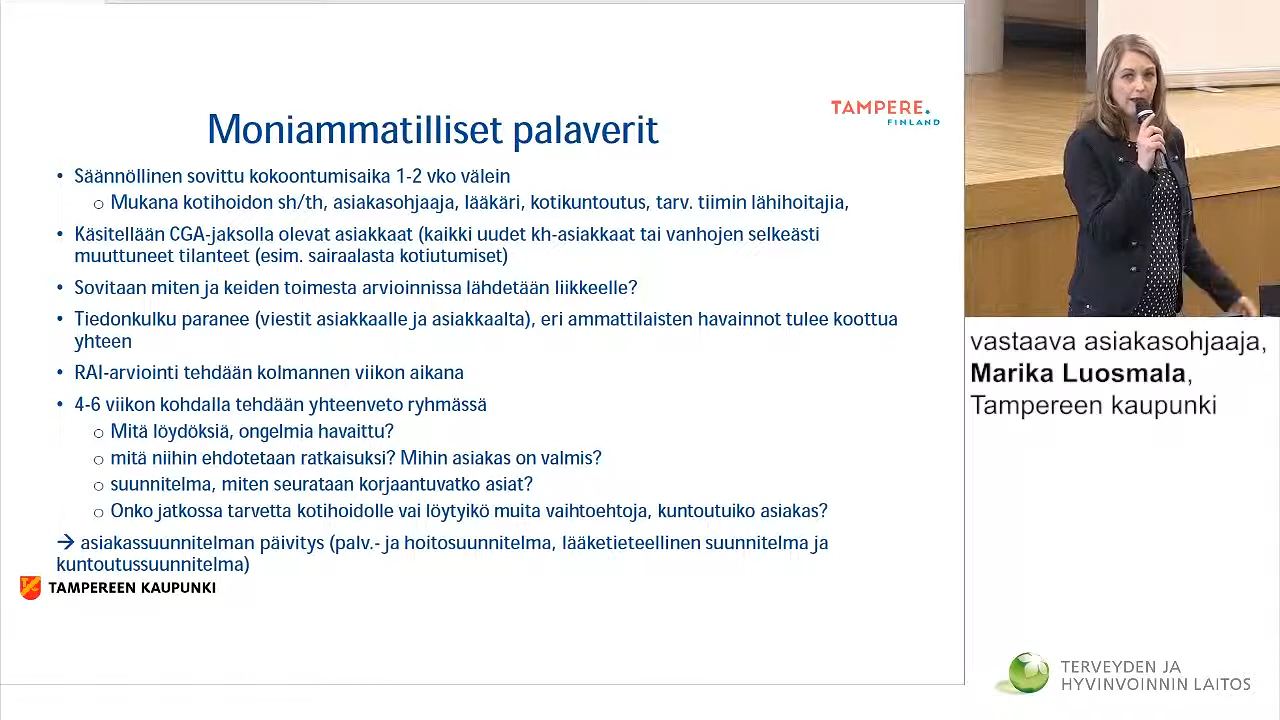 Moniammatilliset palaverit
TAMPERE.
FINLAND
• Säännöllinen sovittu kokoontumisaika 1-2 vko välein
o Mukana kotihoidon sh/th, asiakasohjaaja, lääkäri, kotikuntoutus, tarv. tiimin lähihoitajia,
• Käsitellään CGA-jaksolla olevat asiakkaat (kaikki uudet kh-asiakkaat tai vanhojen selkeästi
muuttuneet tilanteet (esim. sairaalasta kotiutumiset)
• Sovitaan miten ja keiden toimesta arvioinnissa lähdetään liikkeelle?
• Tiedonkulku paranee (viestit asiakkaalle ja asiakkaalta), eri ammattilaisten havainnot tulee koottua
yhteen
• RAI-arviointi tehdään kolmannen viikon aikana
• 4-6 viikon kohdalla tehdään yhteenveto ryhmässä
o Mitä löydöksiä, ongelmia havaittu?
o mitä niihin ehdotetaan ratkaisuksi? Mihin asiakas on valmis?
o suunnitelma, miten seurataan korjaantuvatko asiat?
o Onko jatkossa tarvetta kotihoidolle vai löytyikö muita vaihtoehtoja, kuntoutuiko asiakas?
→ asiakassuunnitelman päivitys (palv.- ja hoitosuunnitelma, lääketieteellinen suunnitelma ja
kuntoutussuunnitelma)
TAMPEREEN KAUPUNKI
vastaava asiakasohjaaja,
Marika Luosmala,
Tampereen kaupunki
TERVEYDEN JA
HYVINVOINNIN LAITOS